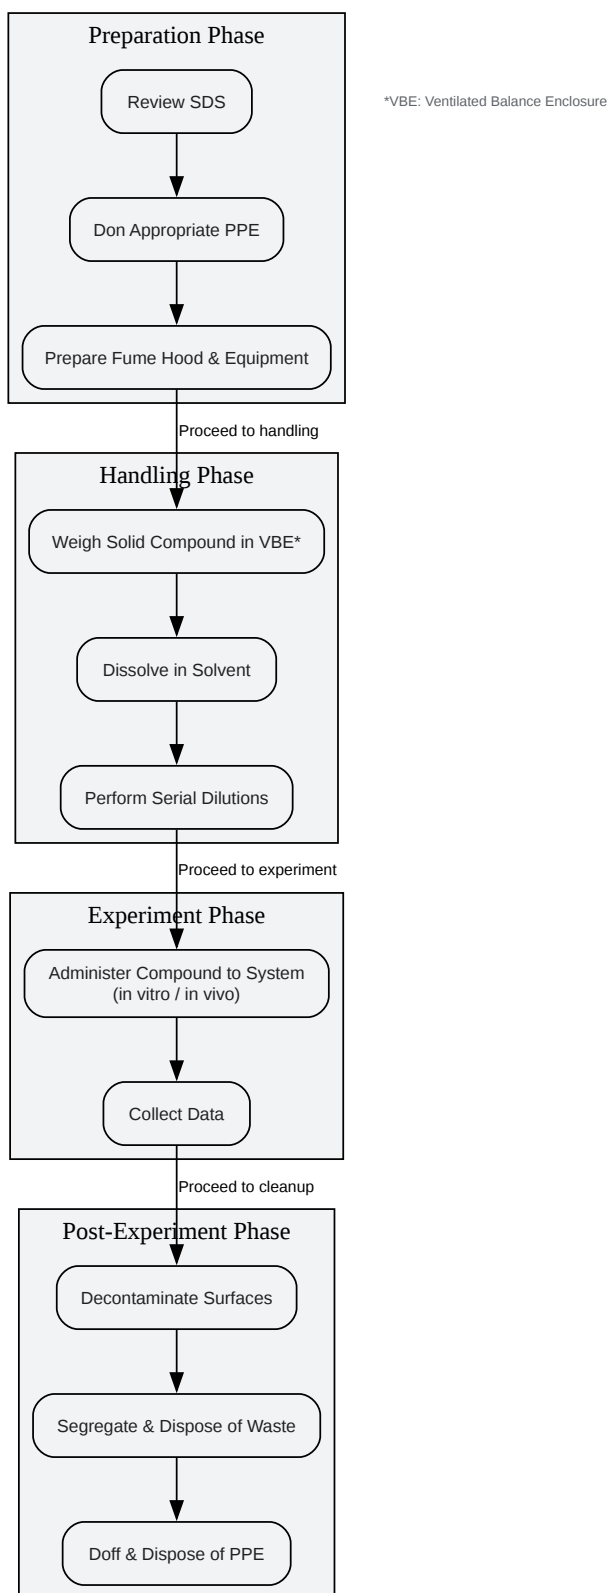 Preparation Phase
Review SDS
*VBE: Ventilated Balance Enclosure
Don Appropriate PPE
Prepare Fume Hood & Equipment
Proceed to handling
Handling Phase
Weigh Solid Compound in VBE*
Dissolve in Solvent
Perform Serial Dilutions
Proceed to experiment
Experiment Phase
Administer Compound to System
(in vitro / in vivo)
Collect Data
Proceed to cleanup
Post-Experiment Phase
Decontaminate Surfaces
Segregate & Dispose of Waste
Doff & Dispose of PPE